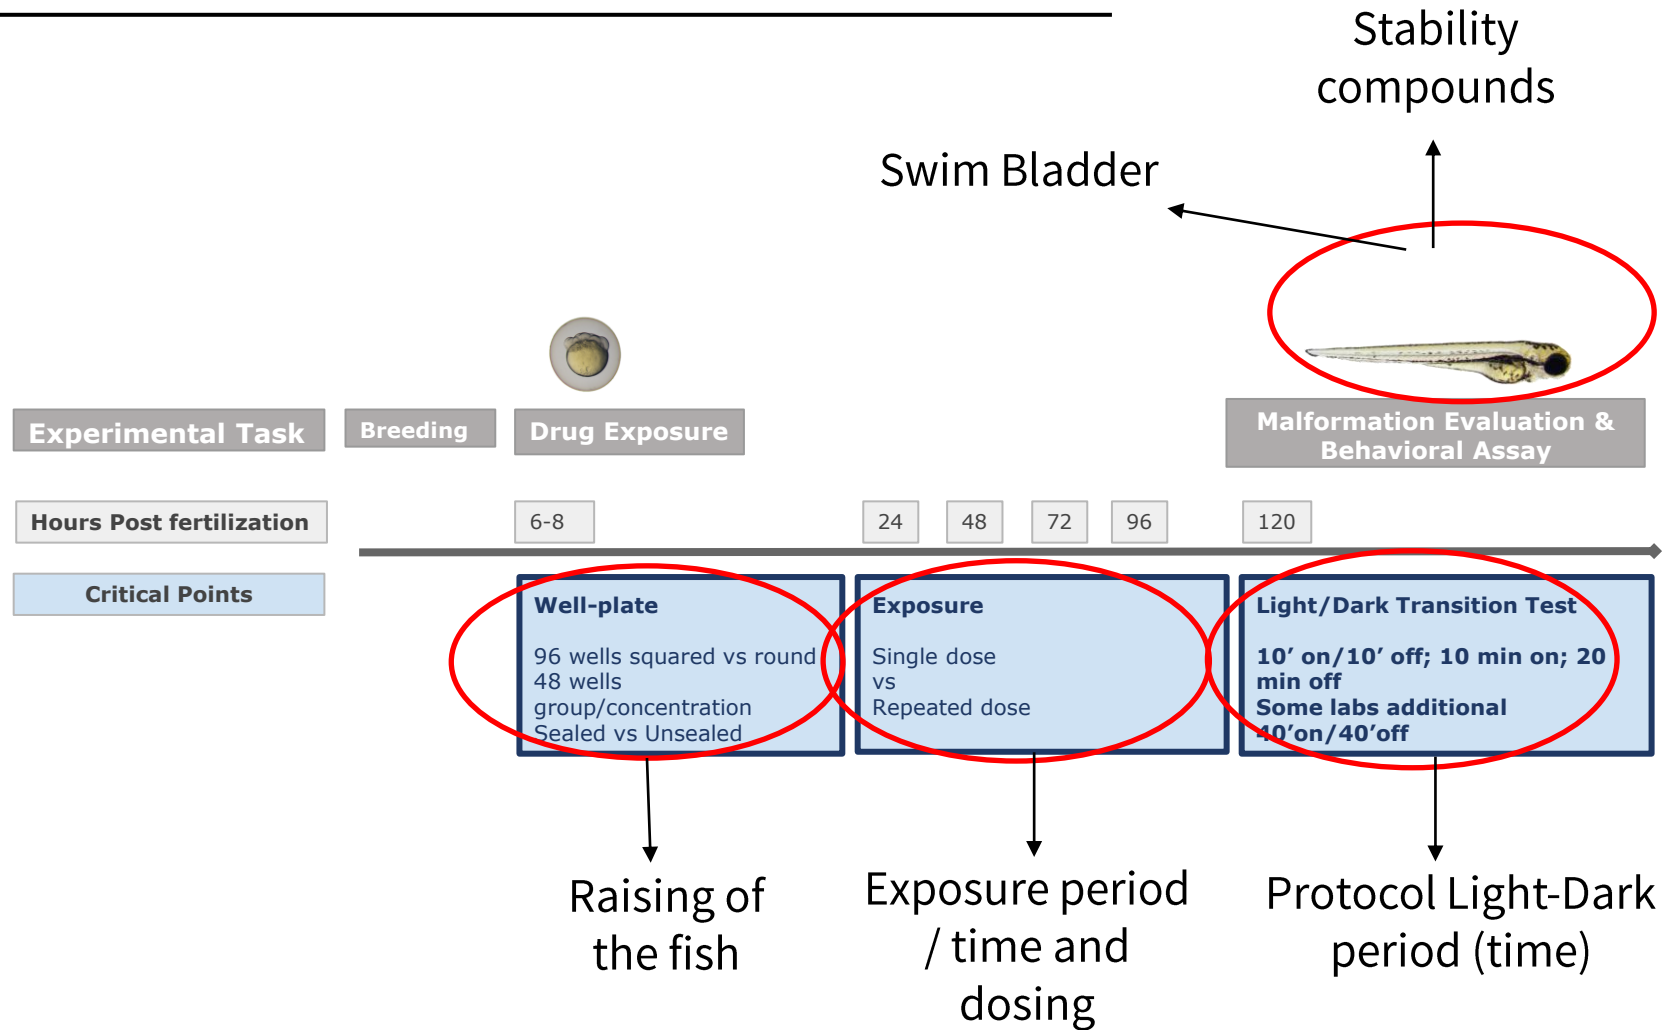 Stability
compounds
Swim Bladder
Experimental Task
Breeding
Drug Exposure
Malformation Evaluation &
Behavioral Assay
Hours Post fertilization
6-8
24
48
72
96
120
Critical Points
Well-plate
96 wells squared vs round
48 wells
group/concentration
Sealed vs Unsealed
Exposure
Single dose
vs
Repeated dose
Light/Dark Transition Test
10’ on/10’ off; 10 min on; 20
min off
Some labs additional
40’on/40’off
Raising of
the fish
Exposure period
/ time and
dosing
Protocol Light-Dark
period (time)